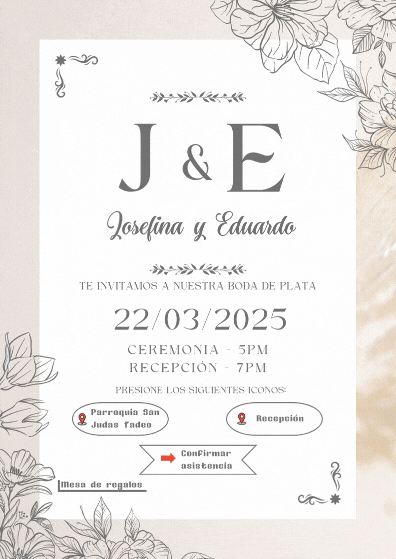 J & E
Josefina y Eduardo
TE INVITAMOS A NUESTRA BODA DE PLATA
22/03/2025
CEREMONIA - 5PM
RECEPCIÓN - 7PM
PRESIONE LOS SIGUIENTES ICONOS:
Parroquia San
Judas fadeo
Recepción
Confirmar
asistencia
Mesa de regalos